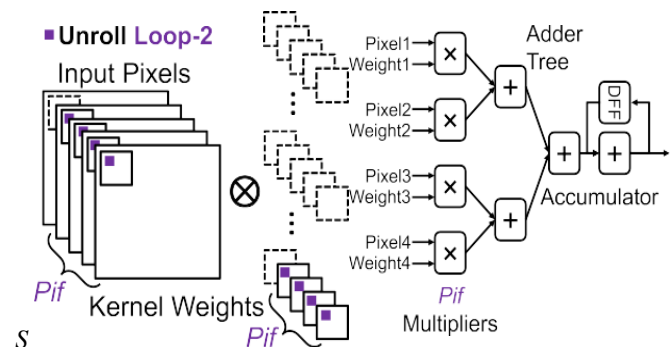 Unroll Loop-2
Input Pixels
Pif
Kernel Weights
Pif
S
Pixel1
Weight1
Pixel2
Weight2
Pixel3
Weight3
Pixel4
Weight4
×
×
×
×
Pif
Multipliers
Adder
Tree
+
+
+
DFF
+
Accumulator